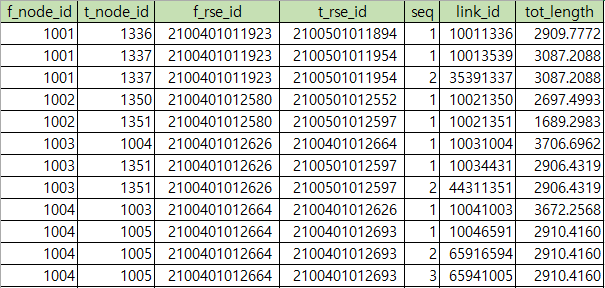 f_node_id t_node_id f_rse_id t_rse_id seq link_id tot_length
1001 1336 2100401011923 2100501011894 1 10011336 2909.7772
1001 1337 2100401011923 2100501011954 1 10013539 3087.2088
1001 1337 2100401011923 2100501011954 2 35391337 3087.2088
1002 1350 2100401012580 2100501012552 1 10021350 2697.4993
1002 1351 2100401012580 2100501012597 1 10021351 1689.2983
1003 1004 2100401012626 2100401012664 1 10031004 3706.6962
1003 1351 2100401012626 2100501012597 1 10034431 2906.4319
1003 1351 2100401012626 2100501012597 2 44311351 2906.4319
1004 1003 2100401012664 2100401012626 1 10041003 3672.2568
1004 1005 2100401012664 2100401012693 1 10046591 2910.4160
1004 1005 2100401012664 2100401012693 2 65916594 2910.4160
1004 1005 2100401012664 2100401012693 3 65941005 2910.4160